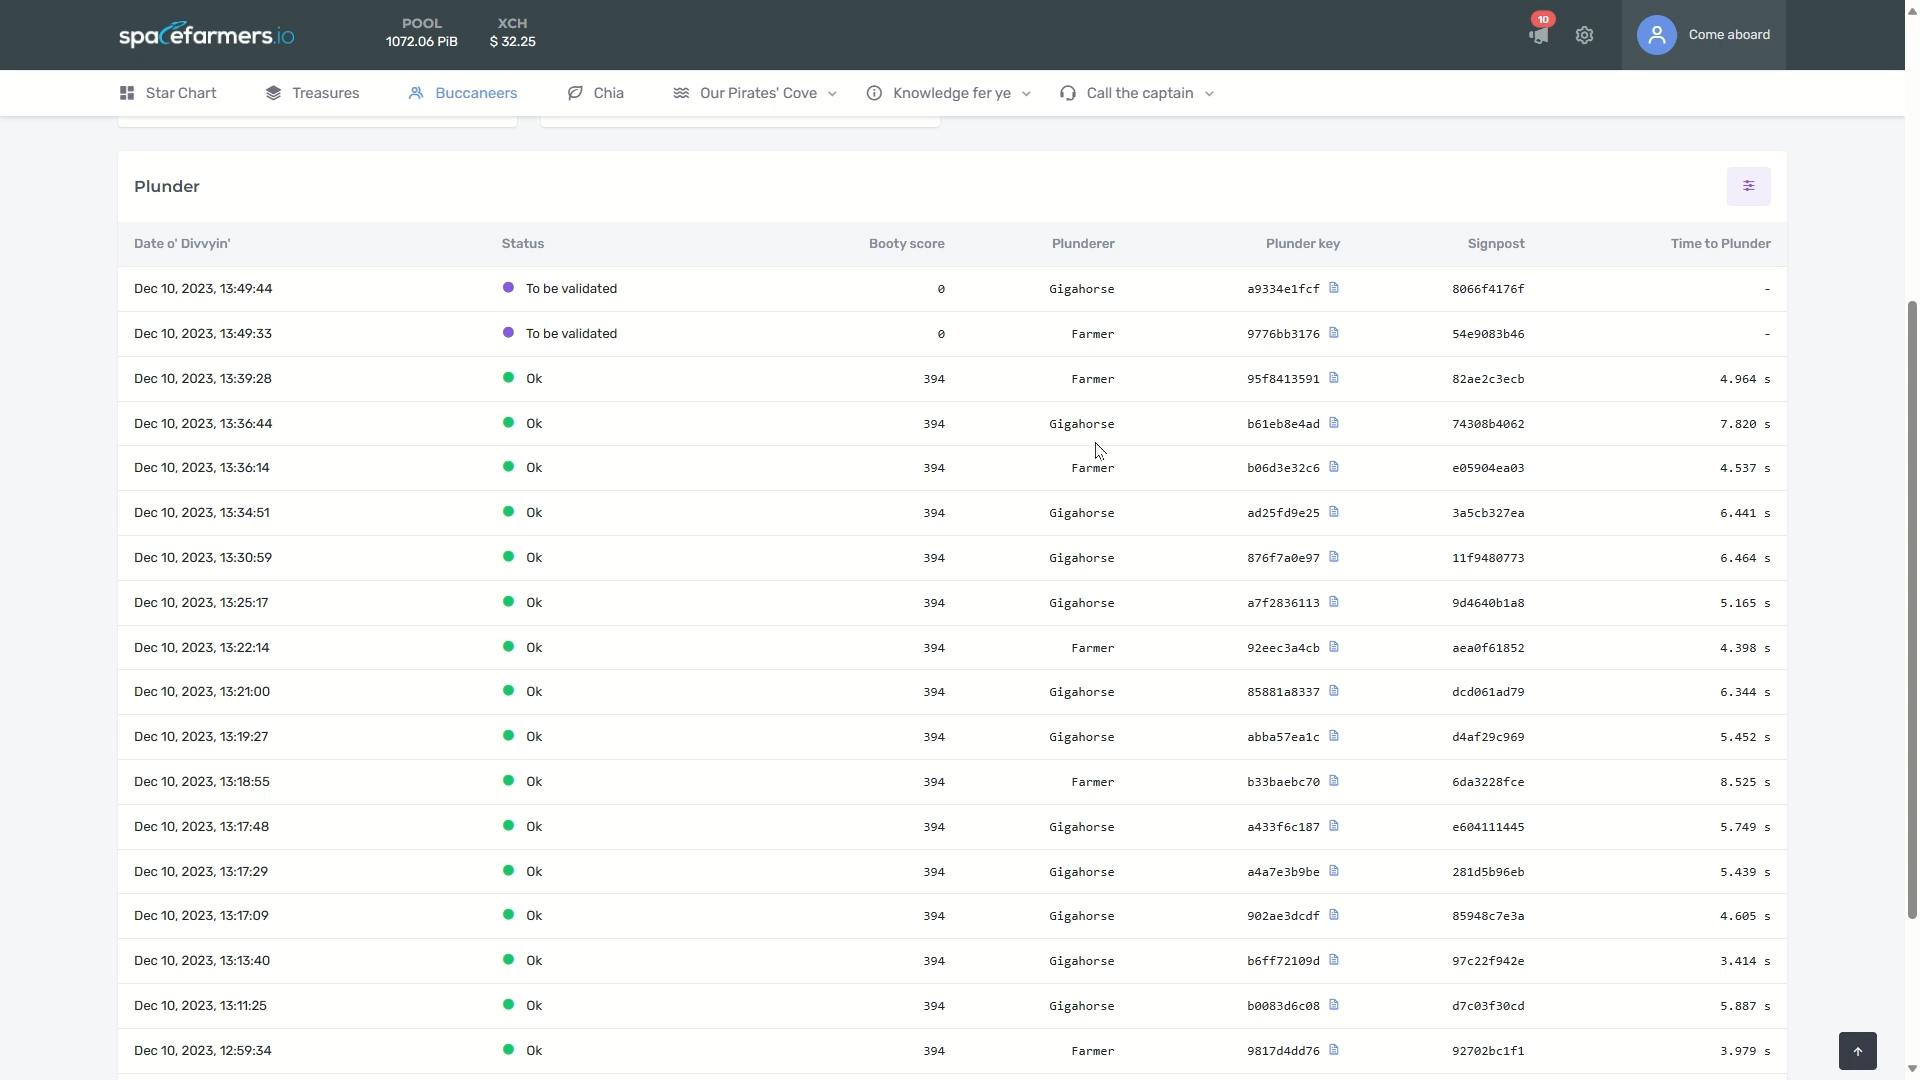 spacefarmers.io
POOL
1072.06 PiB
XCH
$ 32.25
10
Come aboard
Star Chart
Treasures
Buccaneers
Chia
Our Pirates' Cove
Knowledge fer ye
Call the captain
Plunder
Date o' Divvyin' Status Booty score Plunderer Plunder key Signpost Time to Plunder
Dec 10, 2023, 13:49:44 To be validated 0 Gigahorse a9334e1fcf 8066f4176f -
Dec 10, 2023, 13:49:33 To be validated 0 Farmer 9776bb3176 54e9083b46 -
Dec 10, 2023, 13:39:28 Ok 394 Farmer 95f8413591 82ae2c3ecb 4.964 s
Dec 10, 2023, 13:36:44 Ok 394 Gigahorse b61eb8e4ad 74308b4062 7.820 s
Dec 10, 2023, 13:36:14 Ok 394 Farmer b06d3e32c6 e05904ea03 4.537 s
Dec 10, 2023, 13:34:51 Ok 394 Gigahorse ad25fd9e25 3a5cb327ea 6.441 s
Dec 10, 2023, 13:30:59 Ok 394 Gigahorse 876f7a0e97 11f9480773 6.464 s
Dec 10, 2023, 13:25:17 Ok 394 Gigahorse a7f2836113 9d4640b1a8 5.165 s
Dec 10, 2023, 13:22:14 Ok 394 Farmer 92eec3a4cb aea0f61852 4.398 s
Dec 10, 2023, 13:21:00 Ok 394 Gigahorse 85881a8337 dcd061ad79 6.344 s
Dec 10, 2023, 13:19:27 Ok 394 Gigahorse abba57ea1c d4af29c969 5.452 s
Dec 10, 2023, 13:18:55 Ok 394 Farmer b33baebc70 6da3228fce 8.525 s
Dec 10, 2023, 13:17:48 Ok 394 Gigahorse a433f6c187 e604111445 5.749 s
Dec 10, 2023, 13:17:29 Ok 394 Gigahorse a4a7e3b9be 281d5b96eb 5.439 s
Dec 10, 2023, 13:17:09 Ok 394 Gigahorse 902ae3dcdf 85948c7e3a 4.605 s
Dec 10, 2023, 13:13:40 Ok 394 Gigahorse b6ff72109d 97c22f942e 3.414 s
Dec 10, 2023, 13:11:25 Ok 394 Gigahorse b0083d6c08 d7c03f30cd 5.887 s
Dec 10, 2023, 12:59:34 Ok 394 Farmer 9817d4dd76 92702bc1f1 3.979 s